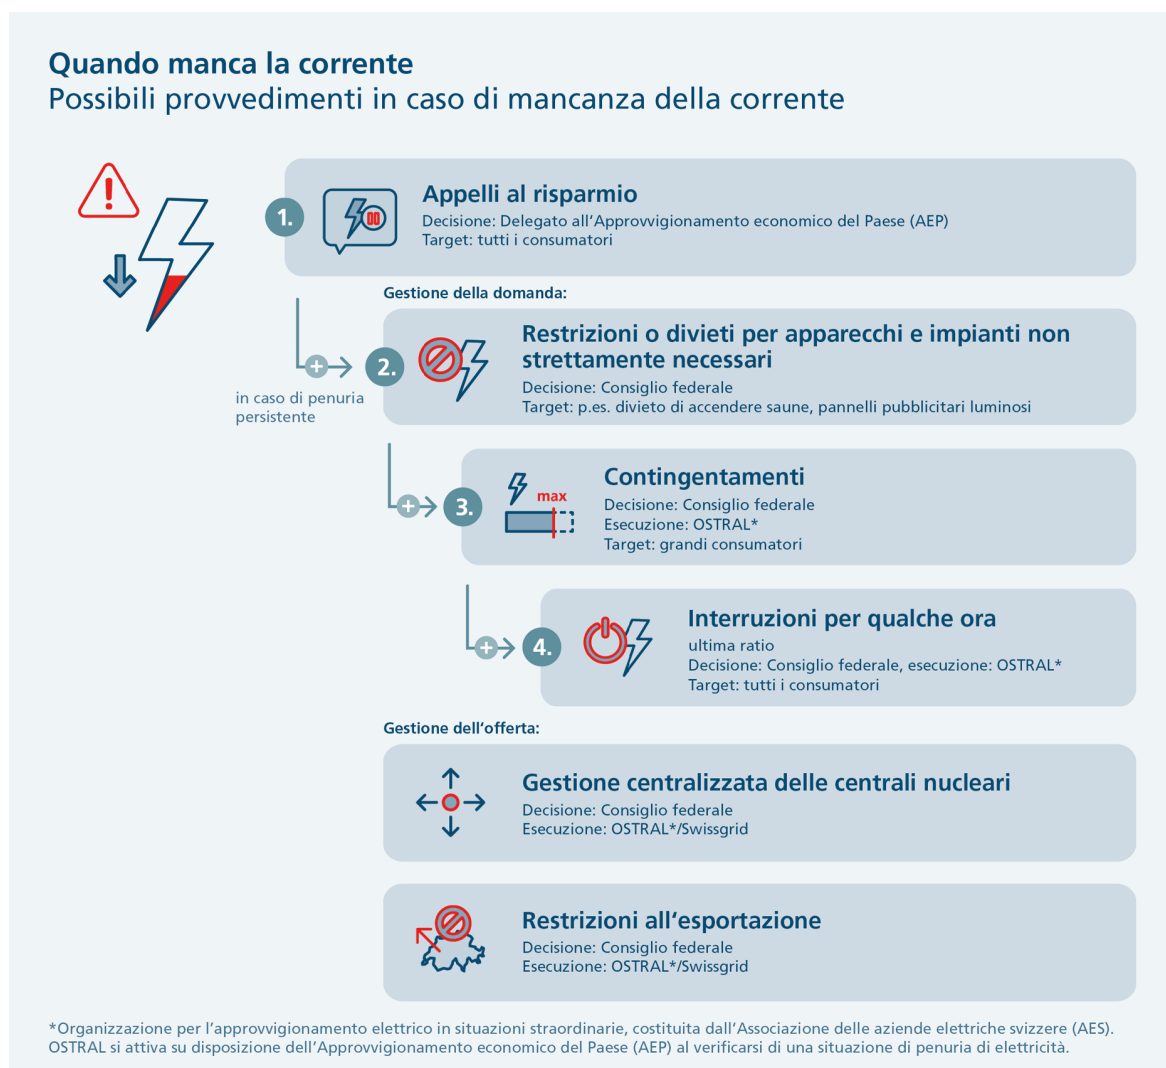 Quando manca la corrente
Possibili provvedimenti in caso di mancanza della corrente
1.
Appelli al risparmio
Decisione: Delegato all‘Approvvigionamento economico del Paese (AEP)
Target: tutti i consumatori
Gestione della domanda:
+
in caso di penuria
persistente
2.
Restrizioni o divieti per apparecchi e impianti non
strettamente necessari
Decisione: Consiglio federale
Target: p.es. divieto di accendere saune, pannelli pubblicitari luminosi
+
3.
max
Contingentamenti
Decisione: Consiglio federale
Esecuzione: OSTRAL*
Target: grandi consumatori
+
4.
Interruzioni per qualche ora
ultima ratio
Decisione: Consiglio federale, esecuzione: OSTRAL*
Target: tutti i consumatori
Gestione dell‘offerta:
Gestione centralizzata delle centrali nucleari
Decisione: Consiglio federale
Esecuzione: OSTRAL*/Swissgrid
Restrizioni all‘esportazione
Decisione: Consiglio federale
Esecuzione: OSTRAL*/Swissgrid
*Organizzazione per l’approvvigionamento elettrico in situazioni straordinarie, costituita dall‘Associazione delle aziende elettriche svizzere (AES).
OSTRAL si attiva su disposizione dell‘Approvvigionamento economico del Paese (AEP) al verificarsi di una situazione di penuria di elettricità.